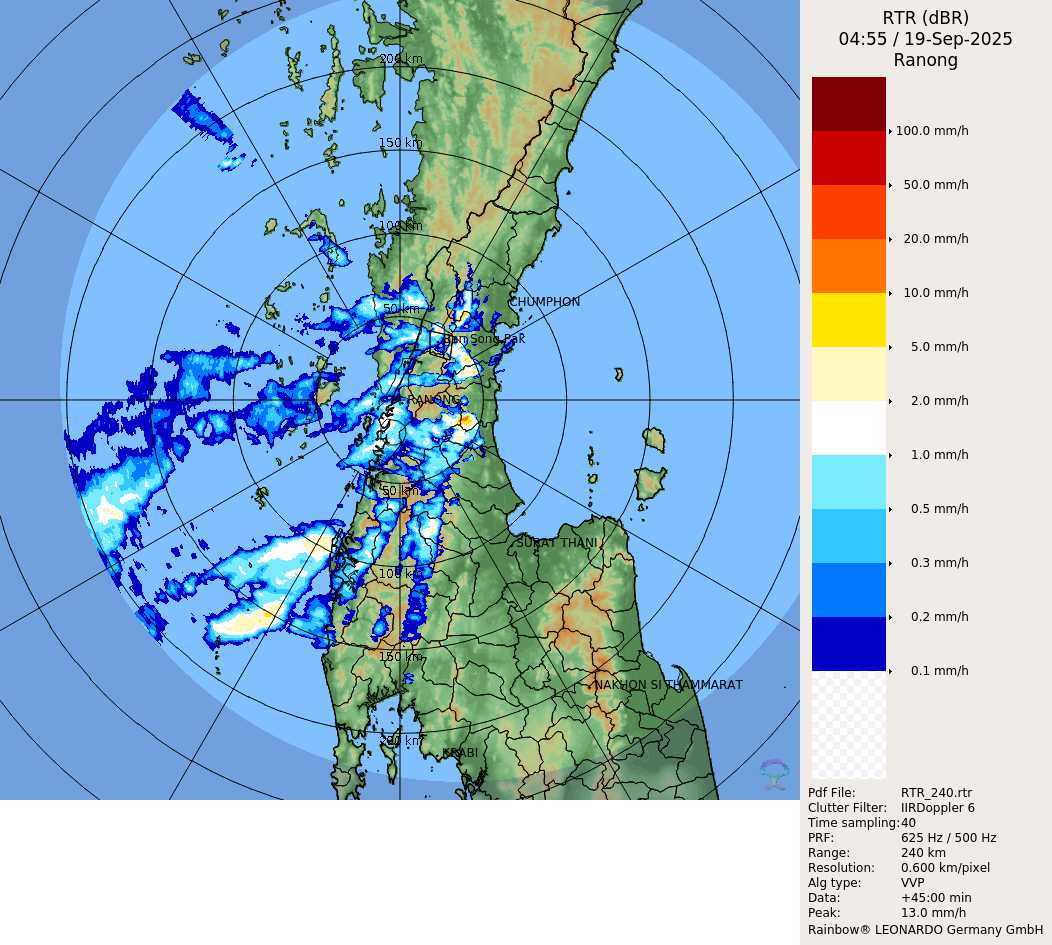 RTR (dBR)
04:55 / 19-Sep-2025
Ranong
100.0 mm/h
50.0 mm/h
20.0 mm/h
10.0 mm/h
5.0 mm/h
2.0 mm/h
1.0 mm/h
0.5 mm/h
0.3 mm/h
0.2 mm/h
0.1 mm/h
200 km
150 km
100 km
50 km
CHUMPHON
Ban Song Pak
RANONG
50 km
SURAT THANI
100 km
150 km
NAKHON SI THAMMARAT
200 km
KRABI
Pdf File: RTR_240.rtr
Clutter Filter: IIRDoppler 6
Time sampling:40
PRF: 625 Hz / 500 Hz
Range: 240 km
Resolution: 0.600 km/pixel
Alg type: VVP
Data: +45:00 min
Peak: 13.0 mm/h
Rainbow® LEONARDO Germany GmbH